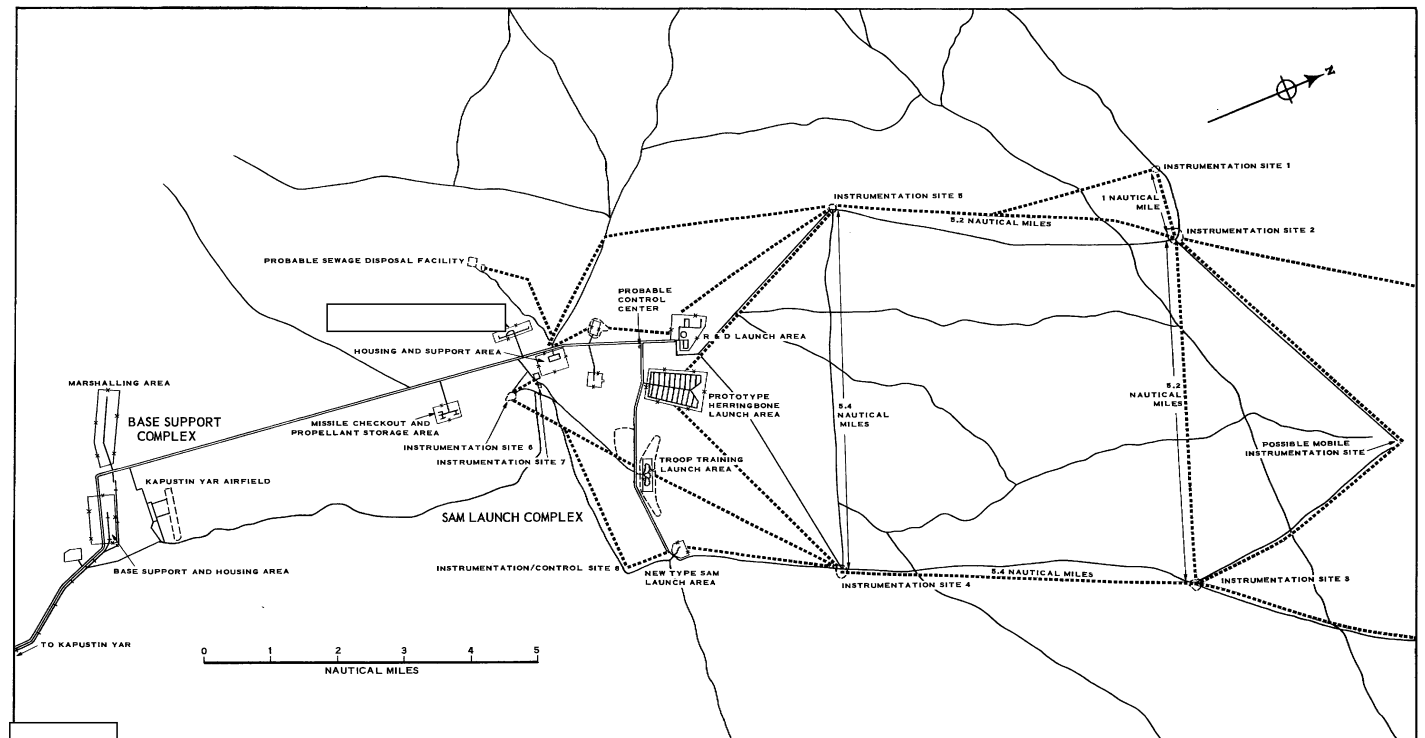 N
INSTRUMENTATION SITE 1
1 NAUTICAL
MILE
INSTRUMENTATION SITE 5
5.2 NAUTICAL MILES
INSTRUMENTATION SITE 2
PROBABLE SEWAGE DISPOSAL FACILITY
PROBABLE
CONTROL
CENTER
R & D LAUNCH AREA
HOUSING AND SUPPORT AREA
MARSHALLING AREA
BASE SUPPORT
COMPLEX
MISSILE CHECKOUT AND
PROPELLANT STORAGE AREA
PROTOTYPE
HERRINGBONE
LAUNCH AREA
5.4
NAUTICAL
MILES
5.2
NAUTICAL
MILES
POSSIBLE MOBILE
INSTRUMENTATION SITE
INSTRUMENTATION SITE 6
INSTRUMENTATION SITE 7
TROOP TRAINING
LAUNCH AREA
KAPUSTIN YAR AIRFIELD
SAM LAUNCH COMPLEX
BASE SUPPORT AND HOUSING AREA
INSTRUMENTATION/CONTROL SITE 8
NEW TYPE SAM
LAUNCH AREA
5.4 NAUTICAL MILES
INSTRUMENTATION SITE 4
INSTRUMENTATION SITE 3
TO KAPUSTIN YAR
0 1 2 3 4 5
NAUTICAL MILES